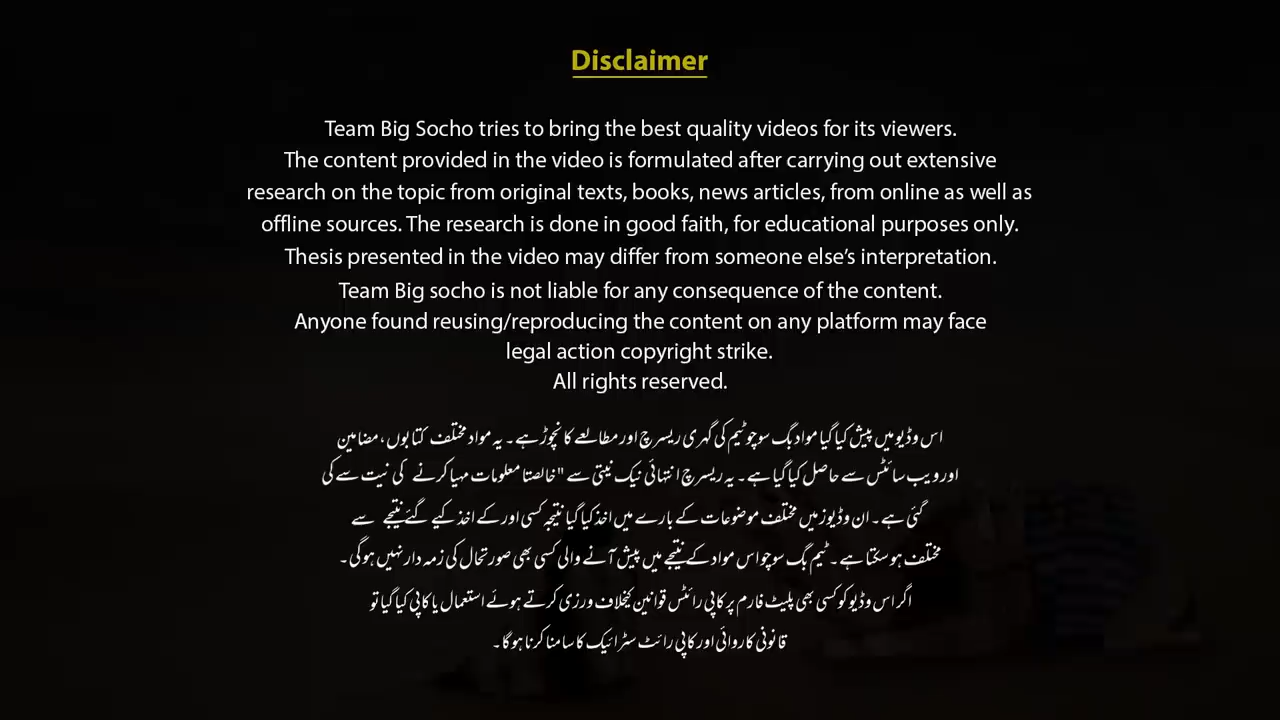 Disclaimer
Team Big Socho tries to bring the best quality videos for its viewers.
The content provided in the video is formulated after carrying out extensive
research on the topic from original texts, books, news articles, from online as well as
offline sources. The research is done in good faith, for educational purposes only.
Thesis presented in the video may differ from someone else’s interpretation.
Team Big socho is not liable for any consequence of the content.
Anyone found reusing/reproducing the content on any platform may face
legal action copyright strike.
All rights reserved.
اس وڈیو میں پیش کیا گیا مواد بگ سوچو ٹیم کی گہری ریسرچ اور مطالعے کا نچوڑ ہے۔ یہ مواد مختلف کتابوں، مضامین
اور ویب سائٹس سے حاصل کیا گیا ہے۔ یہ ریسرچ انتہائی نیک نیتی سے "خالصتا معلومات مہیا کرنے کی نیت سے کی
گئی ہے۔ ان وڈیوز میں مختلف موضوعات کے بارے میں اخذ کیا گیا نتیجہ کسی اور کے اخذ کیے گئے نتیجے سے
مختلف ہو سکتا ہے۔ ٹیم بگ سوچو اس مواد کے نتیجے میں پیش آنے والی کسی بھی صورتحال کی زمہ دار نہیں ہو گی۔
اگر اس وڈیو کو کسی بھی پلیٹ فارم پر کاپی رائٹس قوانین کیخلاف ورزی کرتے ہوئے استعمال یا کاپی کیا گیا تو
قانونی کاروائی اور کاپی رائٹ سٹرائیک کا سامنا کرنا ہو گا۔